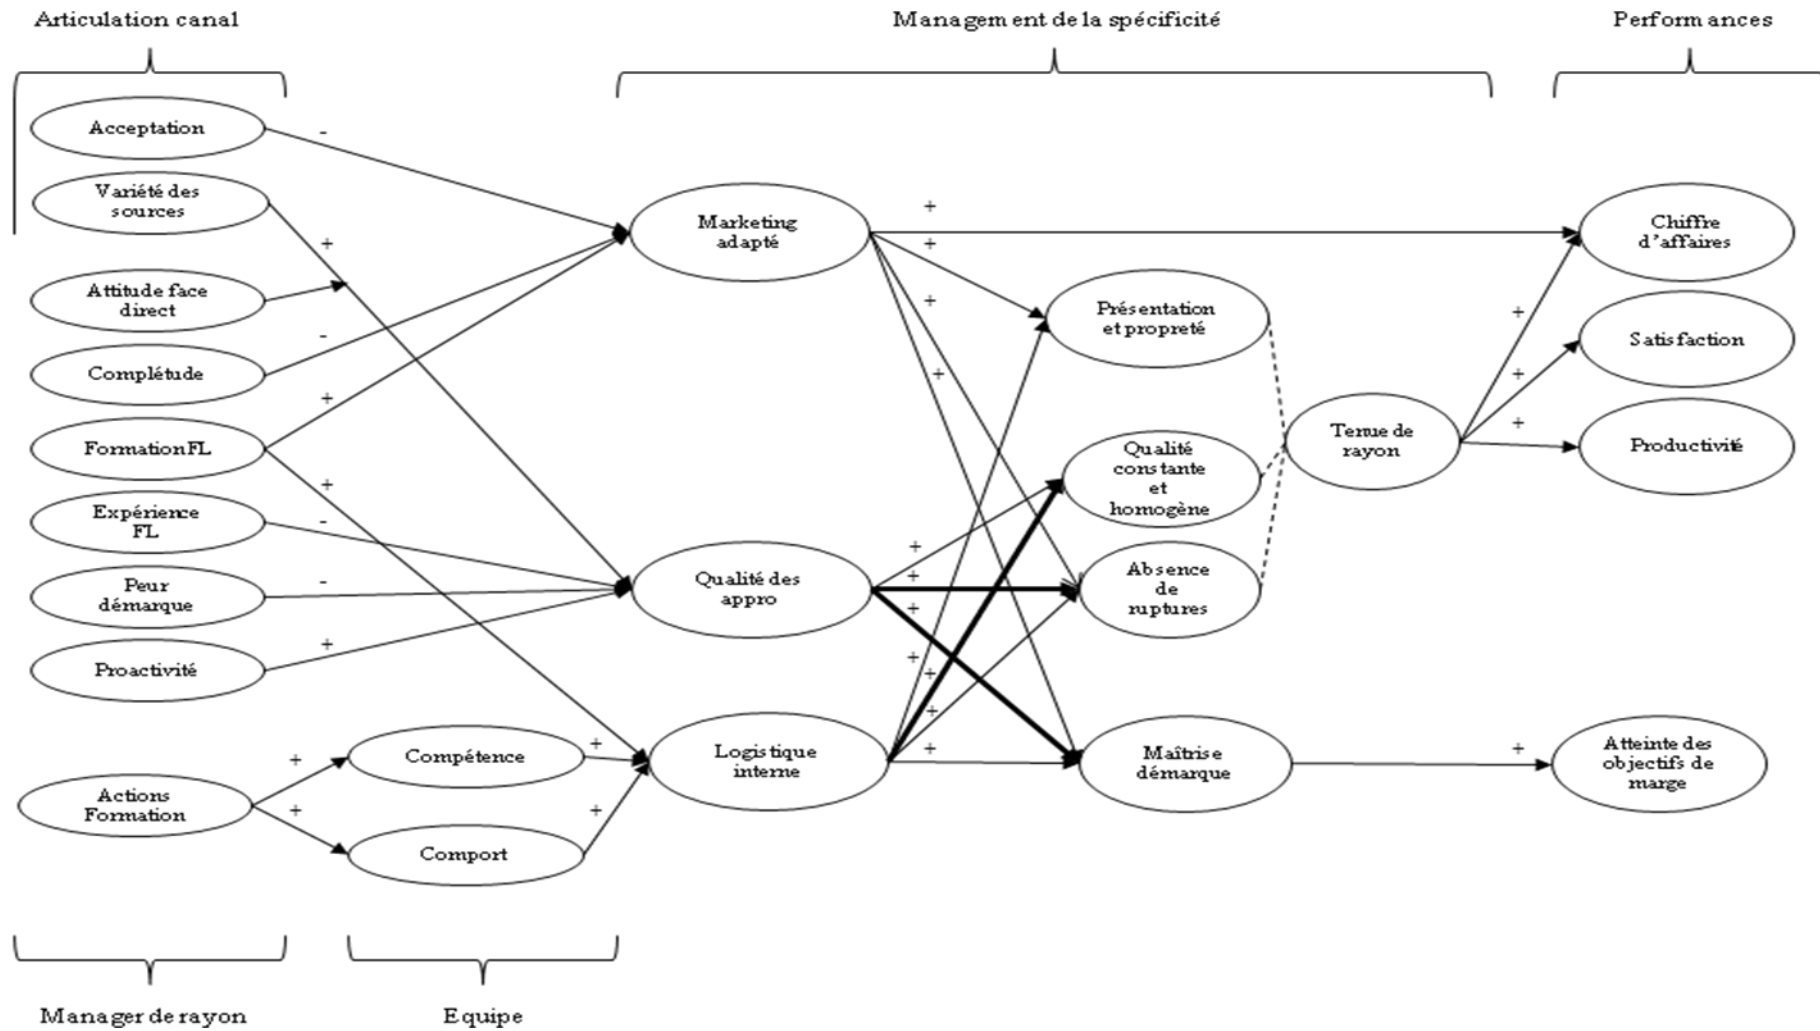 Articulation canal
Management de la spécificité
Performances
Acceptation
-
Variété des
sources
+
Attitude face
direct
-
Complétude
+
Formation FL
+
Expérience
FL
-
Peur
démarque
-
Proactivité
+
Actions
Formation
+
+
Compétence
+
Comport
+
Marketing
adapté
+
+
+
+
Qualité des
appro
+
+
+
Logistique
interne
+
+
+
+
Présentation
et propreté
Qualité
constante
et
homogène
Absence
de
ruptures
Maîtrise
démarque
+
Tenue de
rayon
+
+
+
Chiffre
d'affaires
Satisfaction
Productivité
Atteinte des
objectifs de
marge
Manager de rayon
Equipe